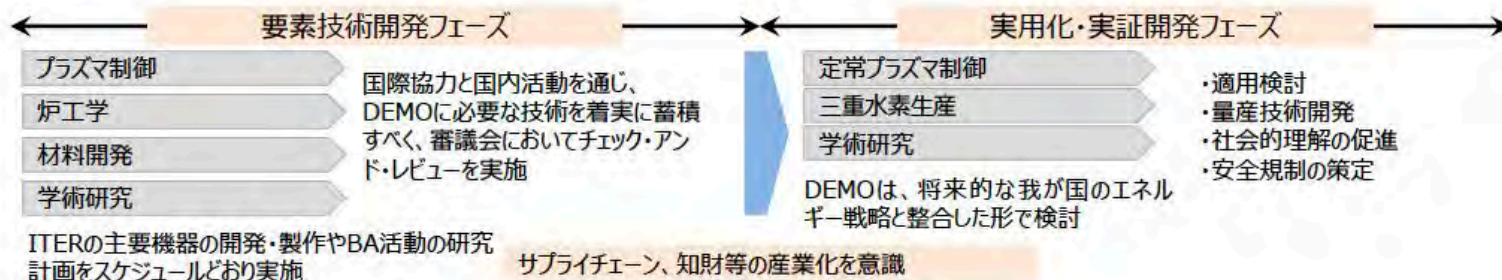 要素技術開発フェーズ
プラズマ制御
炉工学
材料開発
学術研究
国際協力と国内活動を通じ、
DEMOに必要な技術を着実に蓄積
すべく、審議会においてチェック・アン
ド・レビューを実施
ITERの主要機器の開発・製作やBA活動の研究
計画をスケジュールどおり実施
実用化・実証開発フェーズ
定常プラズマ制御
三重水素生産
学術研究
・適用検討
・量産技術開発
・社会的理解の促進
・安全規制の策定
DEMOは、将来的な我が国のエネル
ギー戦略と整合した形で検討
サプライチェーン、知財等の産業化を意識